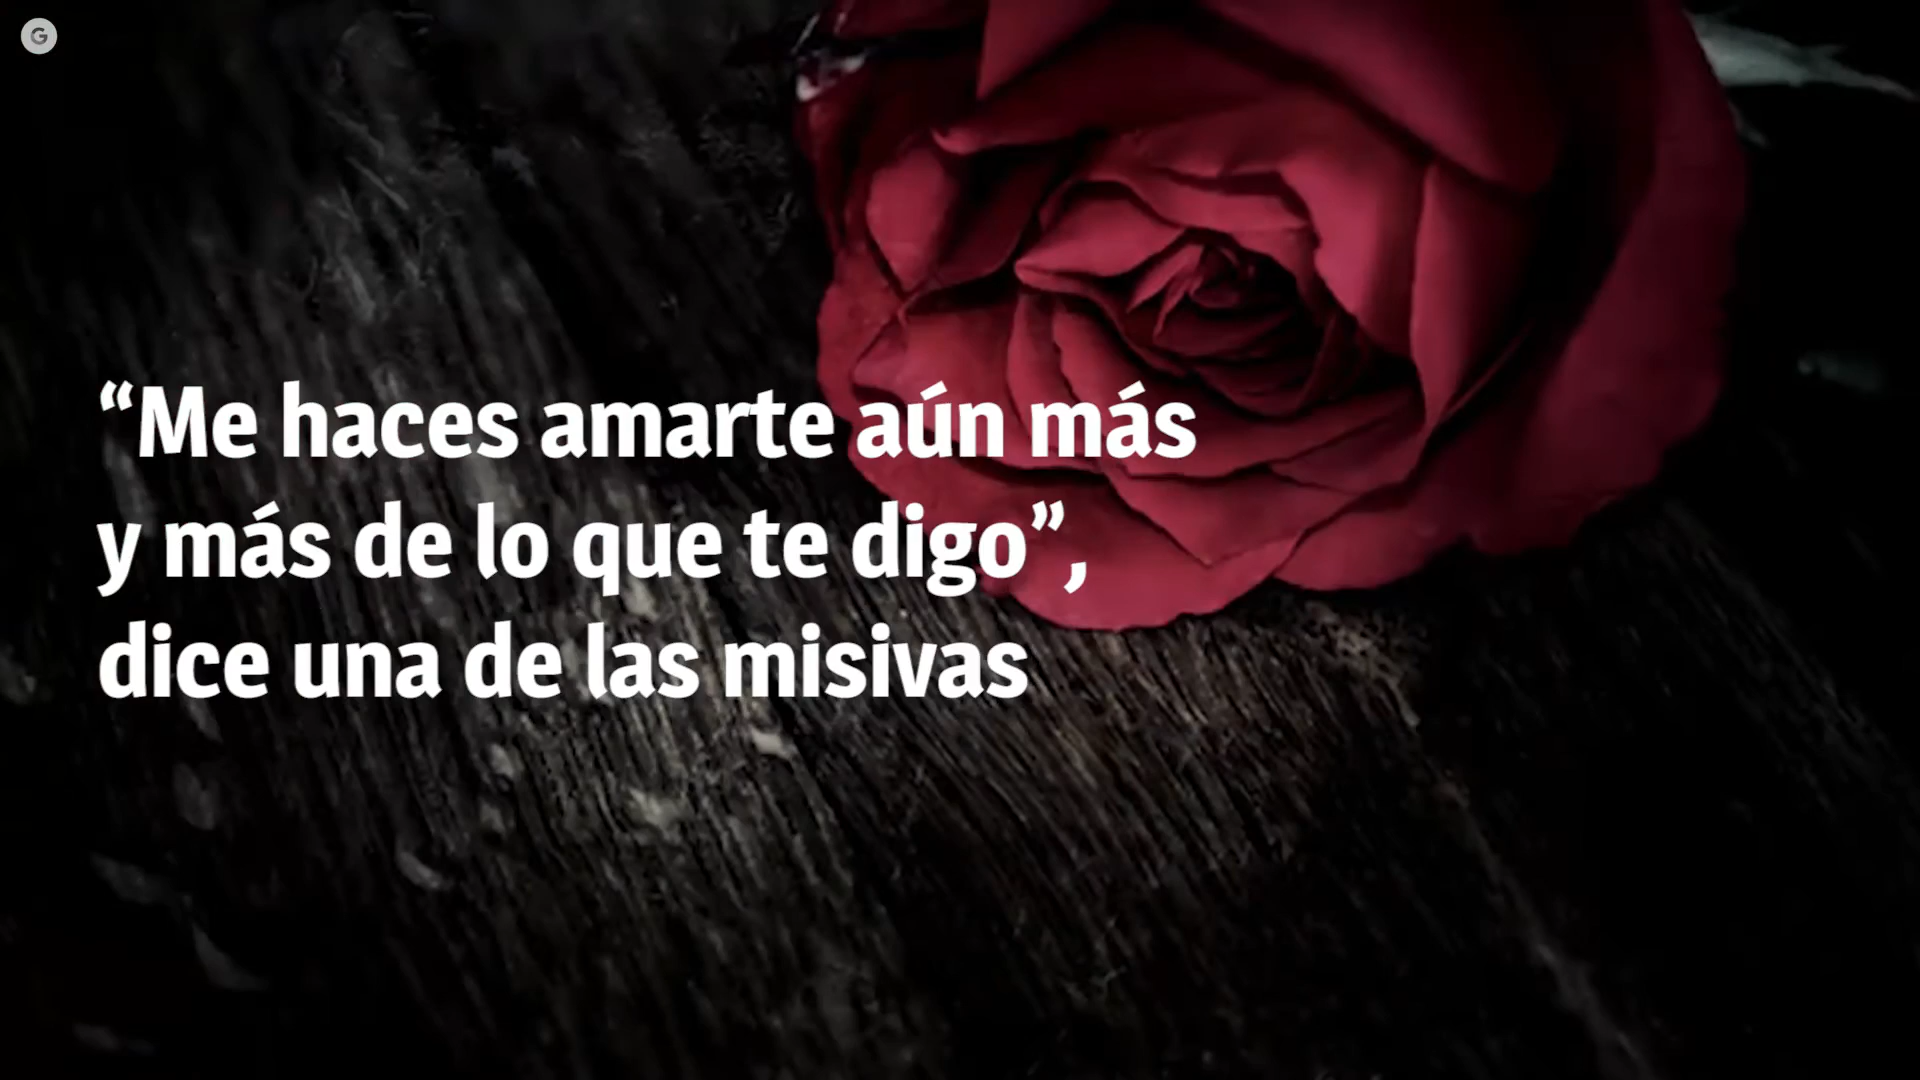 G
“Me haces amarte aún más
y más de lo que te digo”,
dice una de las misivas